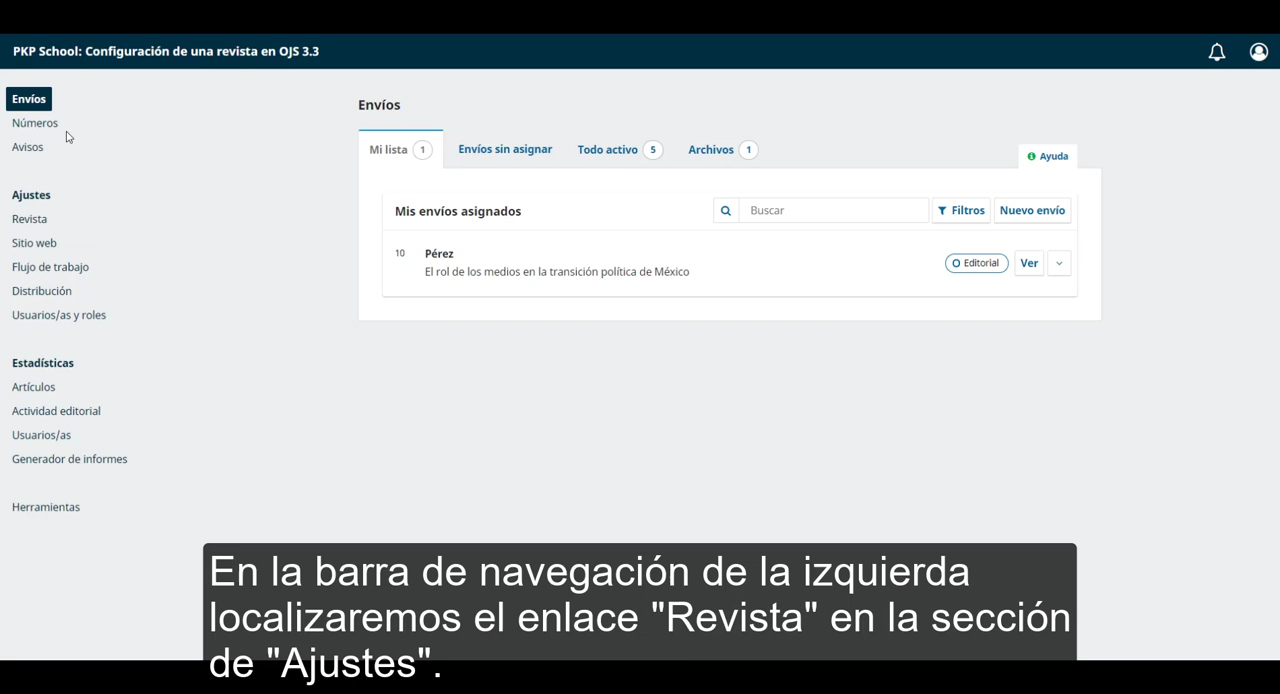 PKP School: Configuración de una revista en OJS 3.3
Envíos
Números
Avisos
Ajustes
Revista
Sitio web
Flujo de trabajo
Distribución
Usuarios/as y roles
Estadísticas
Artículos
Actividad editorial
Usuarios/as
Generador de informes
Herramientas
Envíos
Mi lista 1 Envíos sin asignar Todo activo 5 Archivos 1
Ayuda
Mis envíos asignados Buscar Filtros Nuevo envío
10 Pérez
El rol de los medios en la transición política de México
Editorial Ver
En la barra de navegación de la izquierda
localizaremos el enlace "Revista" en la sección
de "Ajustes".